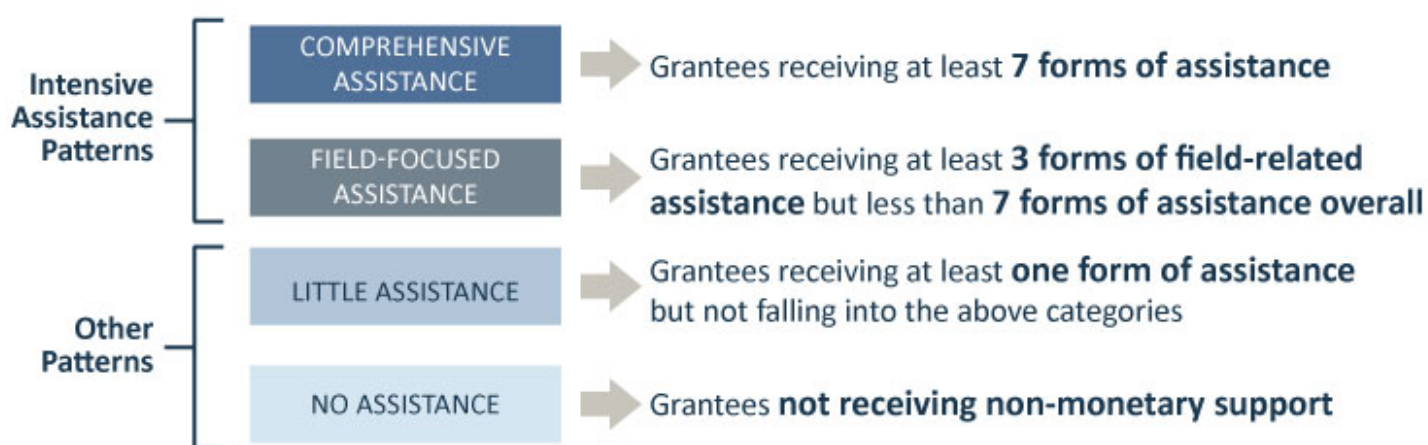 Intensive
Assistance
Patterns
COMPREHENSIVE
ASSISTANCE
Grantees receiving at least 7 forms of assistance
FIELD-FOCUSED
ASSISTANCE
Grantees receiving at least 3 forms of field-related
assistance but less than 7 forms of assistance overall
Other
Patterns
LITTLE ASSISTANCE
Grantees receiving at least one form of assistance
but not falling into the above categories
NO ASSISTANCE
Grantees not receiving non-monetary support